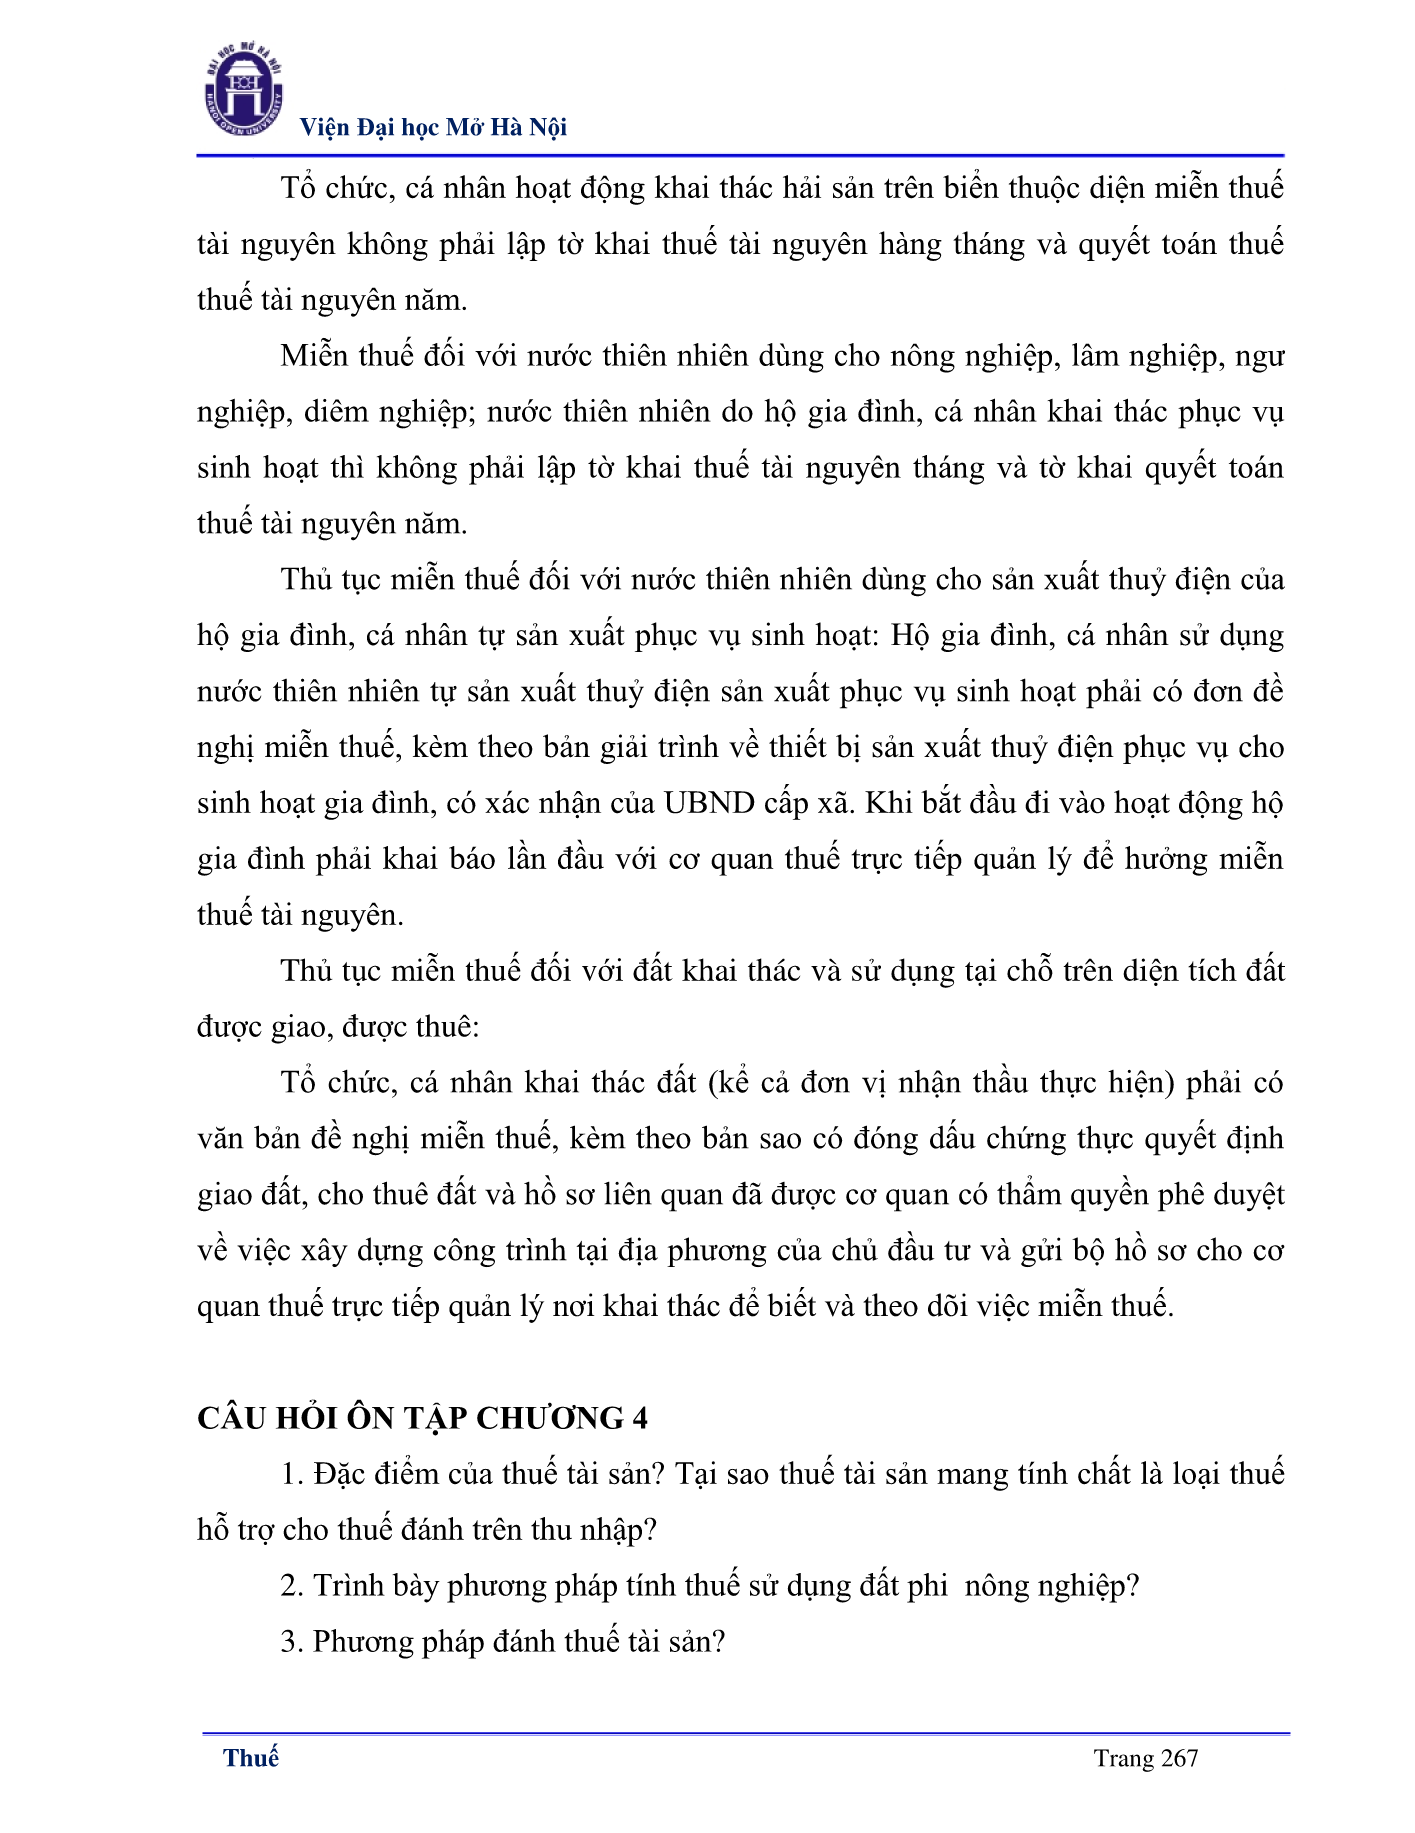 ĐẠI HỌC MỞ HÀ NỘI
HANOI OPEN UNIVERSITY
Viện Đại học Mở Hà Nội
Tổ chức, cá nhân hoạt động khai thác hải sản trên biển thuộc diện miễn thuế
tài nguyên không phải lập tờ khai thuế tài nguyên hàng tháng và quyết toán thuế
thuế tài nguyên năm.
Miễn thuế đối với nước thiên nhiên dùng cho nông nghiệp, lâm nghiệp, ngư
nghiệp, diêm nghiệp; nước thiên nhiên do hộ gia đình, cá nhân khai thác phục vụ
sinh hoạt thì không phải lập tờ khai thuế tài nguyên tháng và tờ khai quyết toán
thuế tài nguyên năm.
Thủ tục miễn thuế đối với nước thiên nhiên dùng cho sản xuất thuỷ điện của
hộ gia đình, cá nhân tự sản xuất phục vụ sinh hoạt: Hộ gia đình, cá nhân sử dụng
nước thiên nhiên tự sản xuất thuỷ điện sản xuất phục vụ sinh hoạt phải có đơn đề
nghị miễn thuế, kèm theo bản giải trình về thiết bị sản xuất thuỷ điện phục vụ cho
sinh hoạt gia đình, có xác nhận của UBND cấp xã. Khi bắt đầu đi vào hoạt động hộ
gia đình phải khai báo lần đầu với cơ quan thuế trực tiếp quản lý để hưởng miễn
thuế tài nguyên.
Thủ tục miễn thuế đối với đất khai thác và sử dụng tại chỗ trên diện tích đất
được giao, được thuê:
Tổ chức, cá nhân khai thác đất (kể cả đơn vị nhận thầu thực hiện) phải có
văn bản đề nghị miễn thuế, kèm theo bản sao có đóng dấu chứng thực quyết định
giao đất, cho thuê đất và hồ sơ liên quan đã được cơ quan có thẩm quyền phê duyệt
về việc xây dựng công trình tại địa phương của chủ đầu tư và gửi bộ hồ sơ cho cơ
quan thuế trực tiếp quản lý nơi khai thác để biết và theo dõi việc miễn thuế.
CÂU HỎI ÔN TẬP CHƯƠNG 4
1. Đặc điểm của thuế tài sản? Tại sao thuế tài sản mang tính chất là loại thuế
hỗ trợ cho thuế đánh trên thu nhập?
2. Trình bày phương pháp tính thuế sử dụng đất phi  nông nghiệp?
3. Phương pháp đánh thuế tài sản?
Thuế
Trang 267